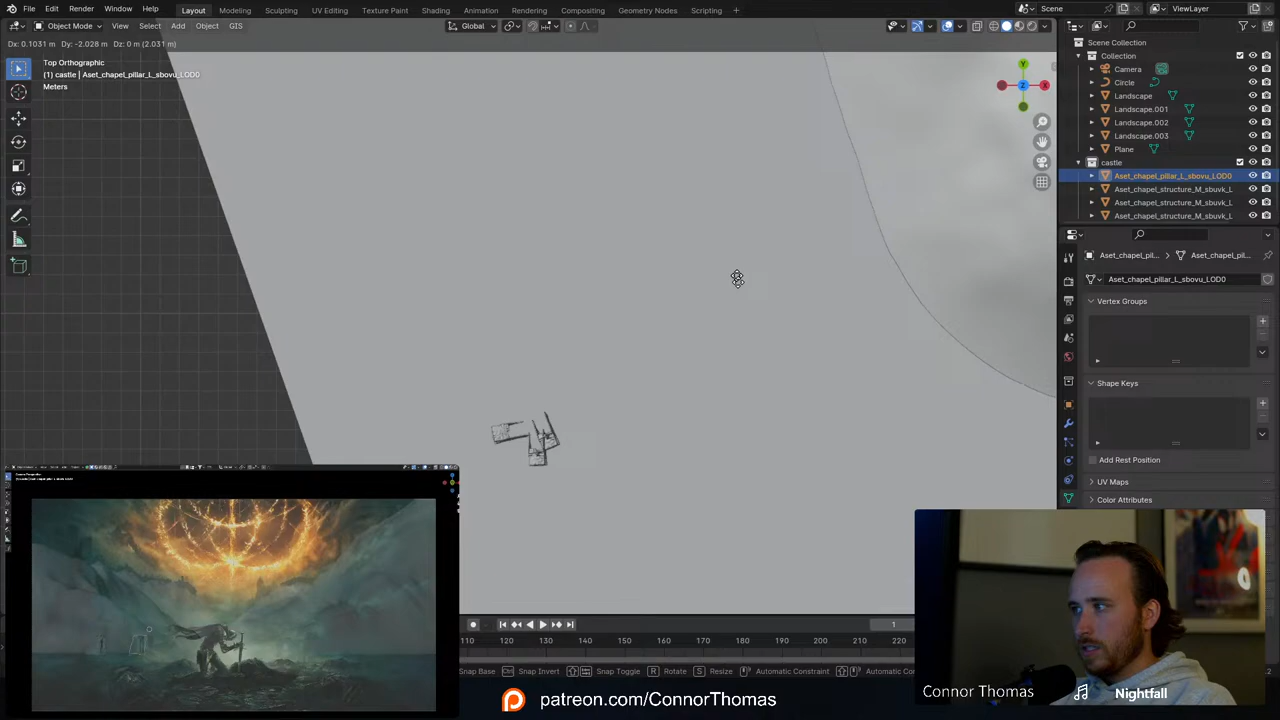 File Edit Render Window Help Layout Modeling Sculpting UV Editing Texture Paint Shading Animation Rendering Compositing Geometry Nodes Scripting + Scene ViewLayer
Object Mode View Select Add Object GIS Global
Dx: 0.1031 m Dy: -2.028 m Dz: 0 m (2.031 m)
Top Orthographic
(1) castle | Aset_chapel_pillar_L_sbovu_LOD0
Meters
Y
X
Z
Scene Collection
Collection
Camera
Circle
Landscape
Landscape.001
Landscape.002
Landscape.003
Plane
castle
Aset_chapel_pillar_L_sbovu_LOD0
Aset_chapel_structure_M_sbuvk_L
Aset_chapel_structure_M_sbuvk_L
Aset_chapel_structure_M_sbuvk_L
Aset_chapel_pil... Aset_chapel_pil...
Aset_chapel_pillar_L_sbovu_LOD0
Vertex Groups
Shape Keys
Add Rest Position
UV Maps
Color Attributes
1
110 120 130 140 150 160 170 180 190 200 210 220
Snap Base Ctrl Snap Invert Snap Toggle R Rotate S Resize Automatic Constraint Automatic Co
patreon.com/ConnorThomas
Connor Thomas Nightfall